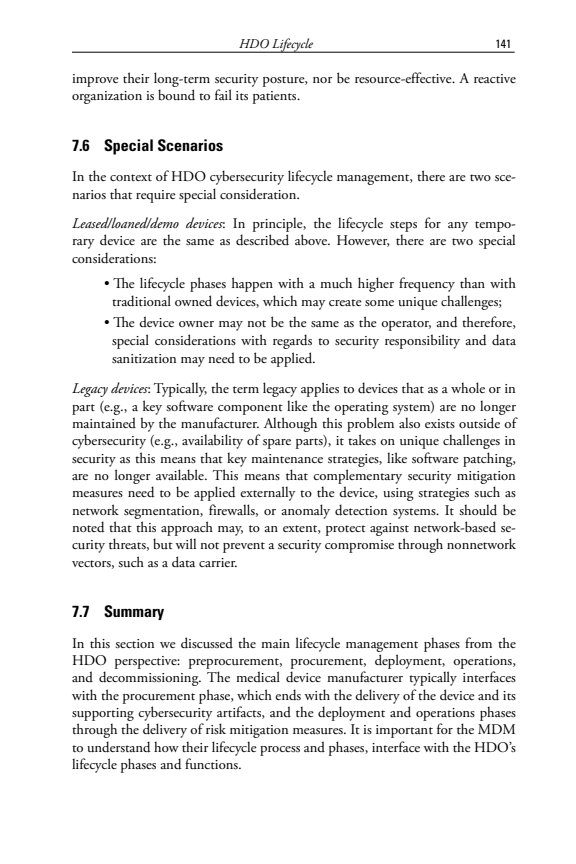 HDO Lifecycle 141
improve their long-term security posture, nor be resource-effective. A reactive
organization is bound to fail its patients.
7.6 Special Scenarios
In the context of HDO cybersecurity lifecycle management, there are two sce-
narios that require special consideration.
Leased/loaned/demo devices: In principle, the lifecycle steps for any tempo-
rary device are the same as described above. However, there are two special
considerations:
• The lifecycle phases happen with a much higher frequency than with
traditional owned devices, which may create some unique challenges;
• The device owner may not be the same as the operator, and therefore,
special considerations with regards to security responsibility and data
sanitization may need to be applied.
Legacy devices: Typically, the term legacy applies to devices that as a whole or in
part (e.g., a key software component like the operating system) are no longer
maintained by the manufacturer. Although this problem also exists outside of
cybersecurity (e.g., availability of spare parts), it takes on unique challenges in
security as this means that key maintenance strategies, like software patching,
are no longer available. This means that complementary security mitigation
measures need to be applied externally to the device, using strategies such as
network segmentation, firewalls, or anomaly detection systems. It should be
noted that this approach may, to an extent, protect against network-based se-
curity threats, but will not prevent a security compromise through nonnetwork
vectors, such as a data carrier.
7.7 Summary
In this section we discussed the main lifecycle management phases from the
HDO perspective: preprocurement, procurement, deployment, operations,
and decommissioning. The medical device manufacturer typically interfaces
with the procurement phase, which ends with the delivery of the device and its
supporting cybersecurity artifacts, and the deployment and operations phases
through the delivery of risk mitigation measures. It is important for the MDM
to understand how their lifecycle process and phases, interface with the HDO's
lifecycle phases and functions.